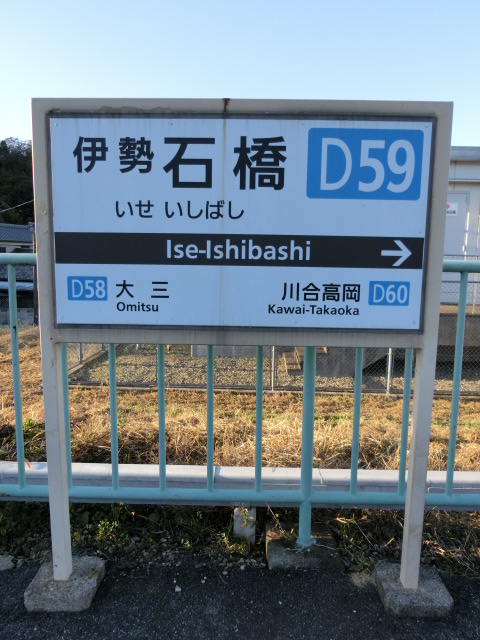 伊勢石橋 D59
いせ いしばし
Ise-Ishibashi →
D58 大三 川合高岡 D60
Omitsu Kawai-Takaoka